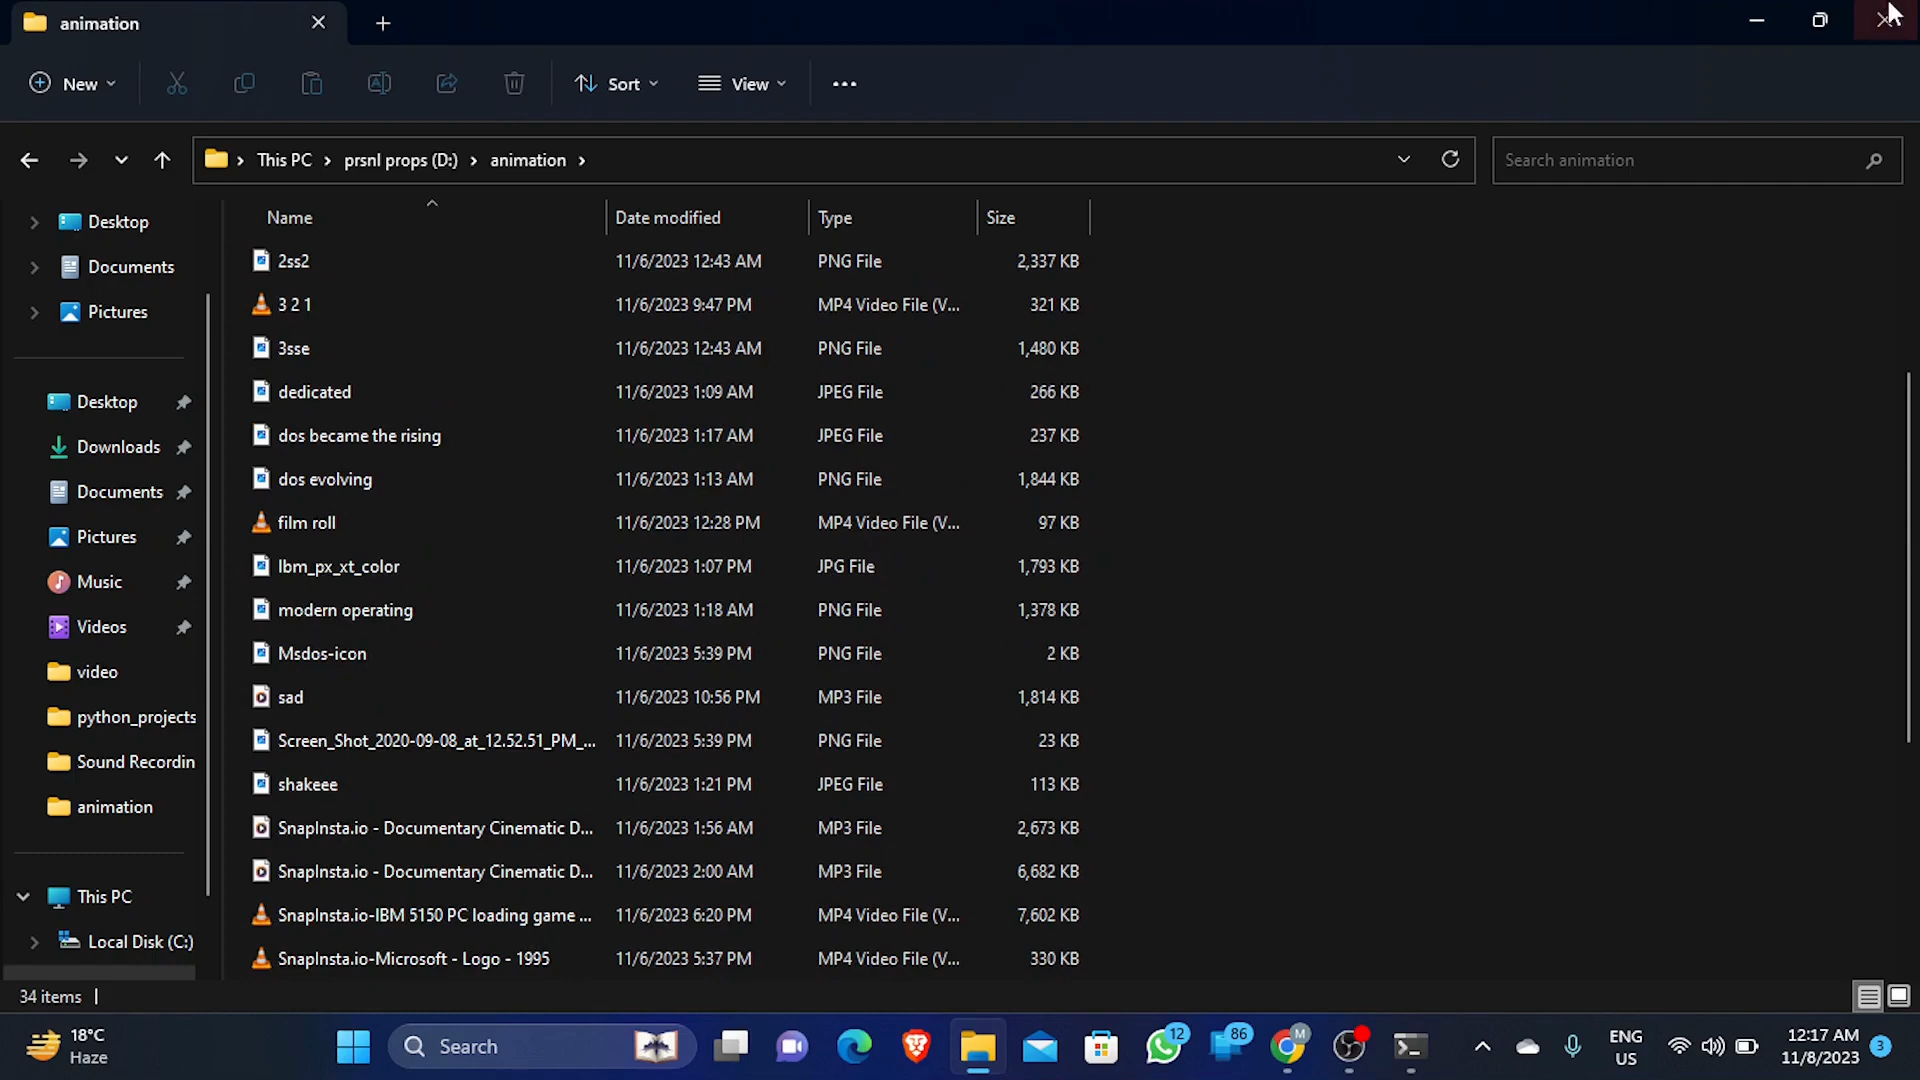 animation
New
Sort
View
This PC
prsnl props (D:)
animation
Search animation
Name
Date modified
Type
Size
Desktop
Documents
Pictures
Desktop
Downloads
Documents
Pictures
Music
Videos
video
python_projects
Sound Recordin
animation
This PC
Local Disk (C:)
2ss2 11/6/2023 12:43 AM PNG File 2,337 KB
3 2 1 11/6/2023 9:47 PM MP4 Video File (V... 321 KB
3sse 11/6/2023 12:43 AM PNG File 1,480 KB
dedicated 11/6/2023 1:09 AM JPEG File 266 KB
dos became the rising 11/6/2023 1:17 AM JPEG File 237 KB
dos evolving 11/6/2023 1:13 AM PNG File 1,844 KB
film roll 11/6/2023 12:28 PM MP4 Video File (V... 97 KB
Ibm_px_xt_color 11/6/2023 1:07 PM JPG File 1,793 KB
modern operating 11/6/2023 1:18 AM PNG File 1,378 KB
Msdos-icon 11/6/2023 5:39 PM PNG File 2 KB
sad 11/6/2023 10:56 PM MP3 File 1,814 KB
Screen_Shot_2020-09-08_at_12.52.51_PM_... 11/6/2023 5:39 PM PNG File 23 KB
shakeee 11/6/2023 1:21 PM JPEG File 113 KB
SnapInsta.io - Documentary Cinematic D... 11/6/2023 1:56 AM MP3 File 2,673 KB
SnapInsta.io - Documentary Cinematic D... 11/6/2023 2:00 AM MP3 File 6,682 KB
SnapInsta.io-IBM 5150 PC loading game ... 11/6/2023 6:20 PM MP4 Video File (V... 7,602 KB
SnapInsta.io-Microsoft - Logo - 1995 11/6/2023 5:37 PM MP4 Video File (V... 330 KB
34 items
18°C
Haze
Search
12
86
M
ENG
US
12:17 AM
11/8/2023
3